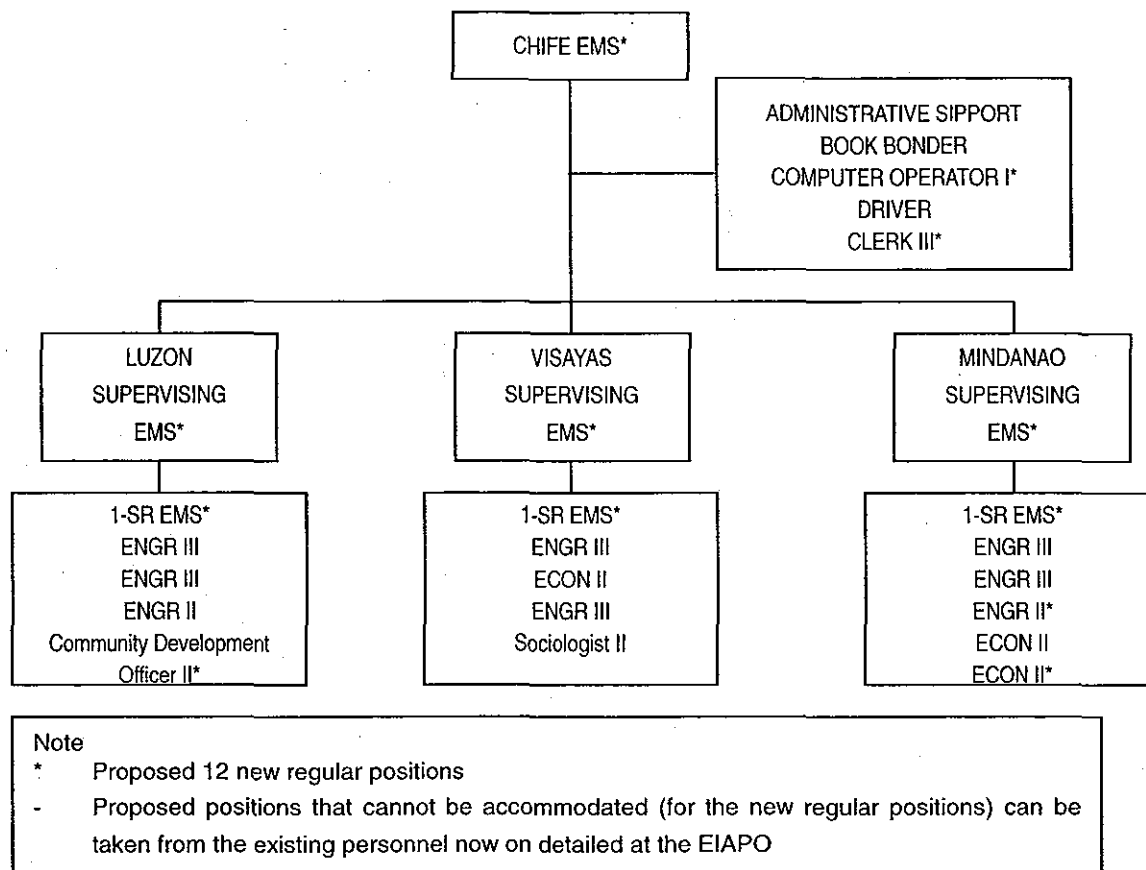 CHIFE EMS*
ADMINISTRATIVE SIPPORT
BOOK BONDER
COMPUTER OPERATOR I*
DRIVER
CLERK III*
LUZON
SUPERVISING
EMS*
VISAYAS
SUPERVISING
EMS*
MINDANAO
SUPERVISING
EMS*
1-SR EMS*
ENGR III
ENGR III
ENGR II
Community Development
Officer II*
1-SR EMS*
ENGR III
ECON II
ENGR III
Sociologist II
1-SR EMS*
ENGR III
ENGR III
ENGR II*
ECON II
ECON II*
Note
* Proposed 12 new regular positions
- Proposed positions that cannot be accommodated (for the new regular positions) can be
taken from the existing personnel now on detailed at the EIAPO